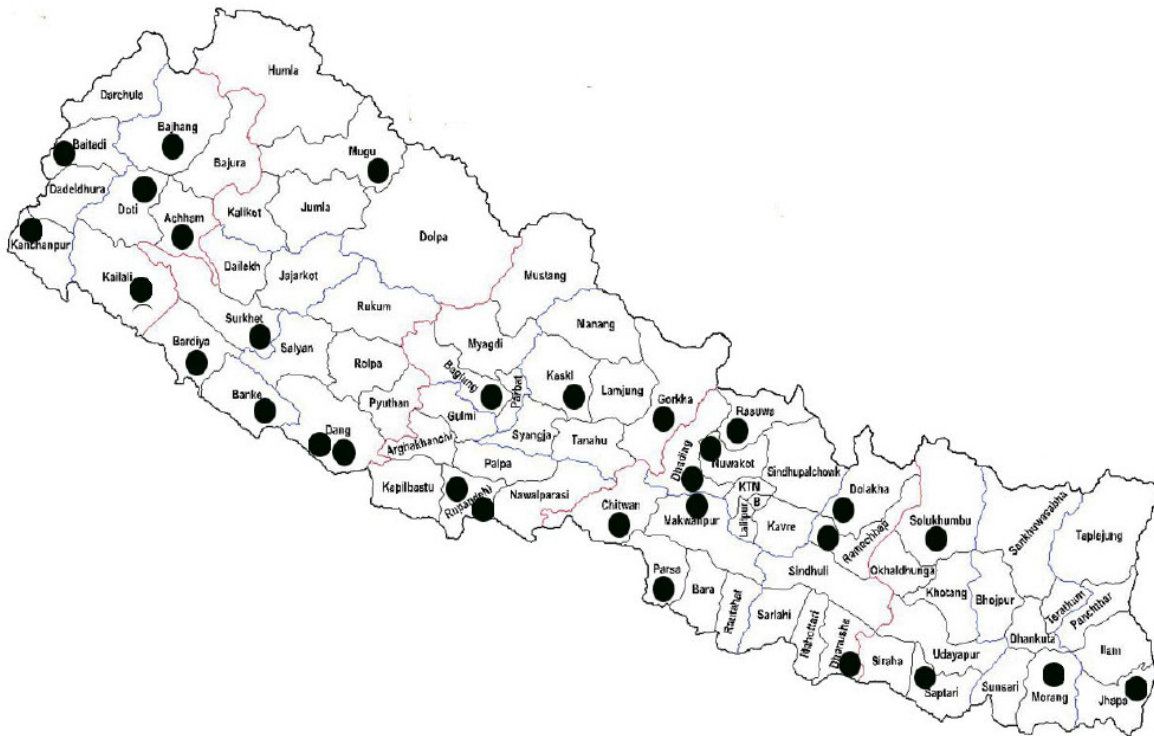 Humla
Darchula
Bajhang
Baitadi
Mugu
Bajura
Dadeldhura
Doti
Kalikot
Jumla
Achham
Dolpa
Kanchanpur
Dailekh
Jajarkot
Mustang
Kailali
Rukum
Surkhet
Manang
Salyan
Myagdi
Bardiya
Rolpa
Baglung
Parbat
Kaski
Lamjung
Banke
Pyuthan
Gulmi
Gorkha
Rasuwa
Dang
Arghakhanchi
Syangja
Tanahu
Dhading
Nuwakot
Sindhupalchowk
Palpa
Kapilbastu
Rupandehi
Nawalparasi
KTN
B
Lalitpur
Kavre
Dolakha
Chitwan
Makwanpur
Ramechhap
Solukhumbu
Sankhuwasabha
Taplejung
Sindhuli
Okhaldhunga
Parsa
Bara
Rautahat
Sarlahi
Mahottari
Dhanusha
Khotang
Bhojpur
Terathum
Panchthar
Dhankuta
Siraha
Udayapur
Ilam
Saptari
Sunsari
Morang
Jhapa